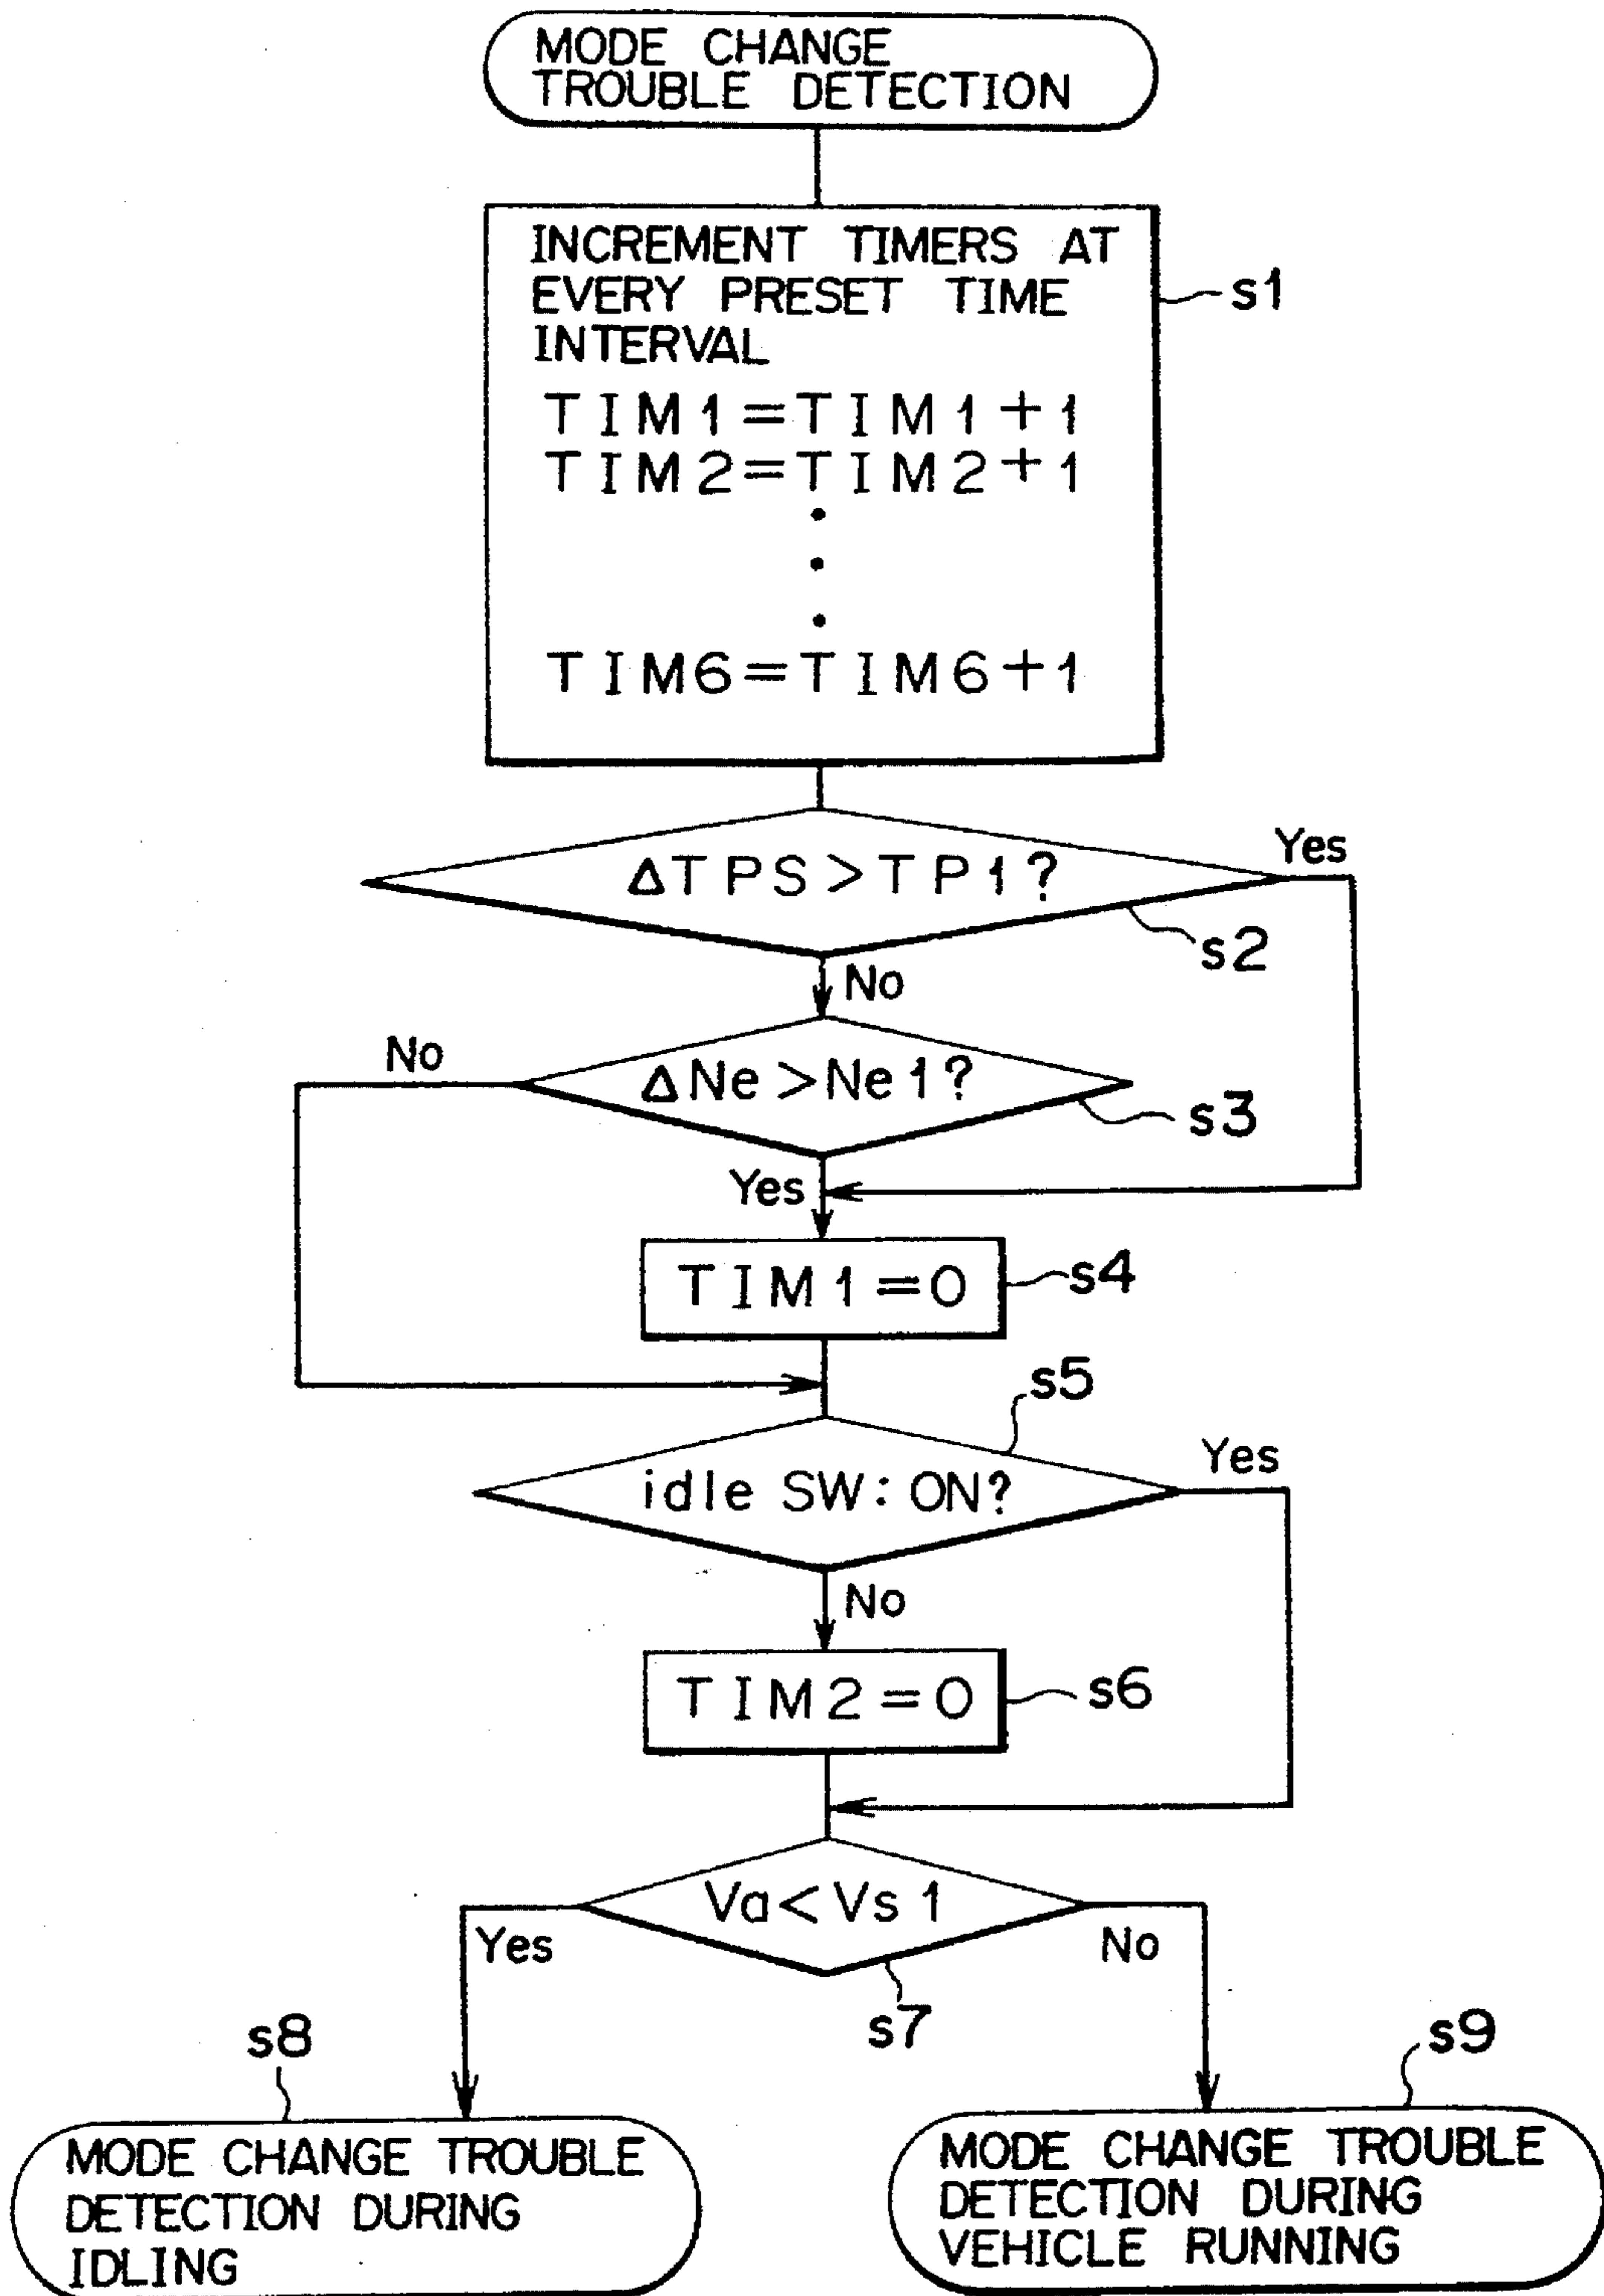 MODE CHANGE
TROUBLE DETECTION
INCREMENT TIMERS AT
EVERY PRESET TIME
INTERVAL
TIM1=TIM1+1
TIM2=TIM2+1
TIM6=TIM6+1
s1
ΔTPS>TP1?
Yes
s2
No
ΔNe>Ne1?
No
s3
Yes
TIM1=0
s4
s5
idle SW: ON?
Yes
No
TIM2=0
s6
Va<Vs1
Yes
No
s7
s8
s9
MODE CHANGE TROUBLE
DETECTION DURING
IDLING
MODE CHANGE TROUBLE
DETECTION DURING
VEHICLE RUNNING